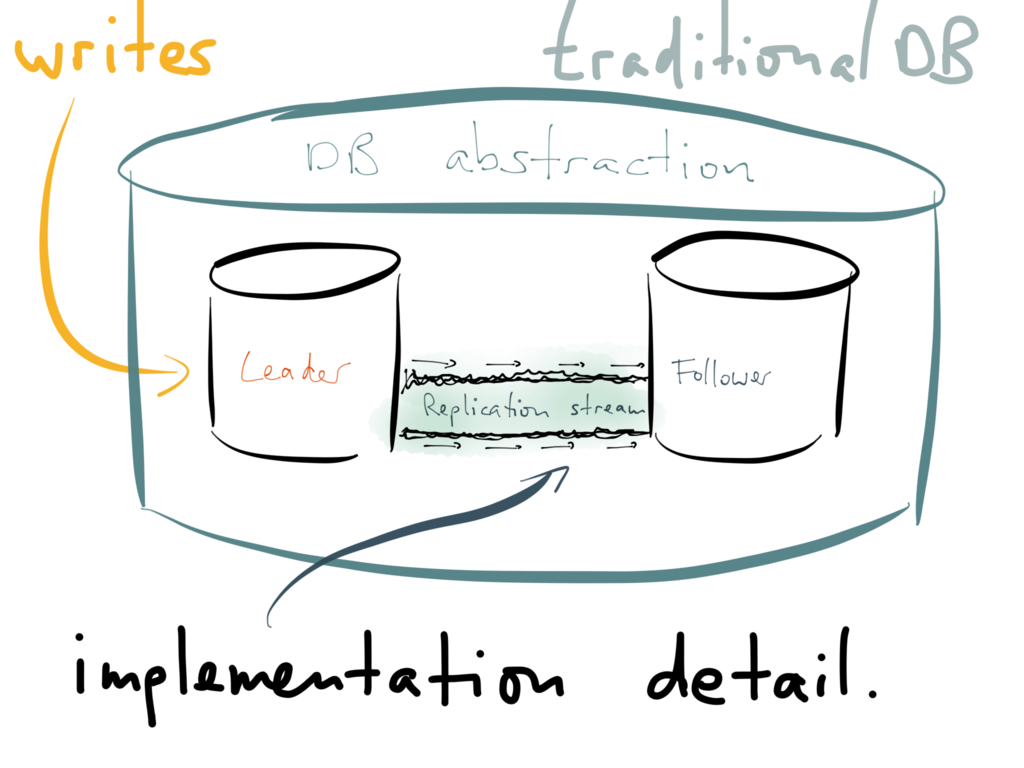 writes
traditional DB
DB abstraction
Leader
Replication stream
Follower
implementation detail.